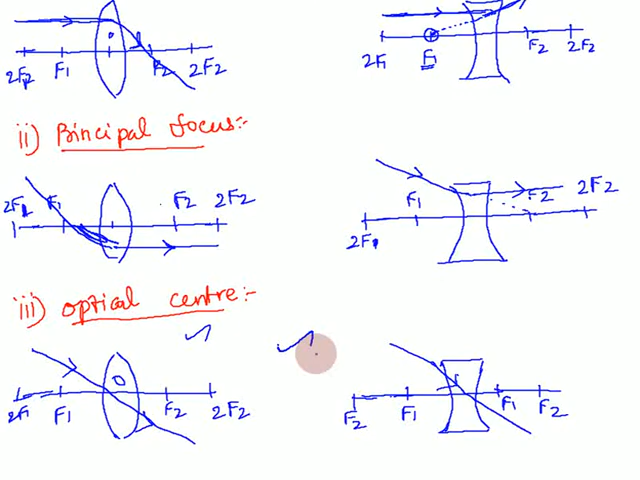 2F1 F1 O F2 2F2
2F1 F1 F2 2F2
ii) Principal focus:-
2F1 F1 F2 2F2
2F1 F1 F2 2F2
iii) optical centre:-
2F1 F1 O F2 2F2
F2 F1 F1 F2